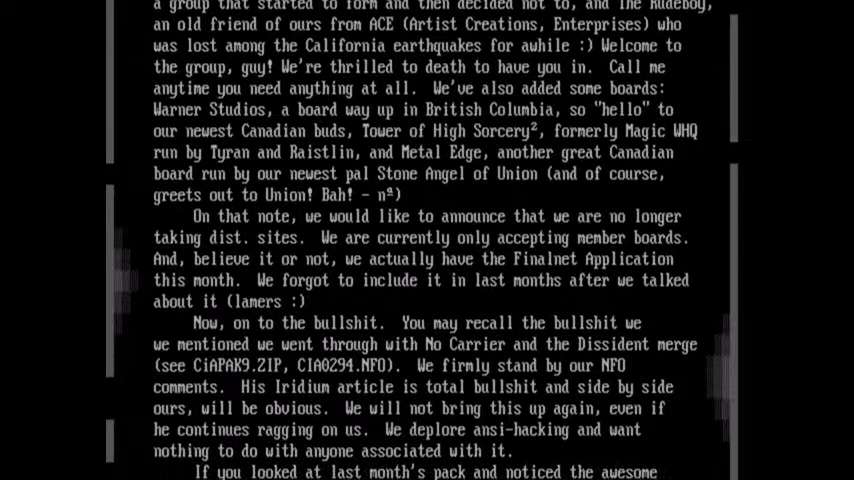 a group that started to form and then decided not to, and The Rudeboy,
an old friend of ours from ACE (Artist Creations, Enterprises) who
was lost among the California earthquakes for awhile :) Welcome to
the group, guy! We're thrilled to death to have you in.  Call me
anytime you need anything at all.  We've also added some boards:
Warner Studios, a board way up in British Columbia, so "hello" to
our newest Canadian buds, Tower of High Sorcery², formerly Magic WHQ
run by Tyran and Raistlin, and Metal Edge, another great Canadian
board run by our newest pal Stone Angel of Union (and of course,
greets out to Union! Bah! - nª)
On that note, we would like to announce that we are no longer
taking dist. sites.  We are currently only accepting member boards.
And, believe it or not, we actually have the Finalnet Application
this month.  We forgot to include it in last months after we talked
about it (lamers :)
Now, on to the bullshit.  You may recall the bullshit we
we mentioned we went through with No Carrier and the Dissident merge
(see CiAPAK9.ZIP, CIA0294.NFO).  We firmly stand by our NFO
comments.  His Iridium article is total bullshit and side by side
ours, will be obvious.  We will not bring this up again, even if
he continues ragging on us.  We deplore ansi-hacking and want
nothing to do with anyone associated with it.
If you looked at last month's pack and noticed the awesome